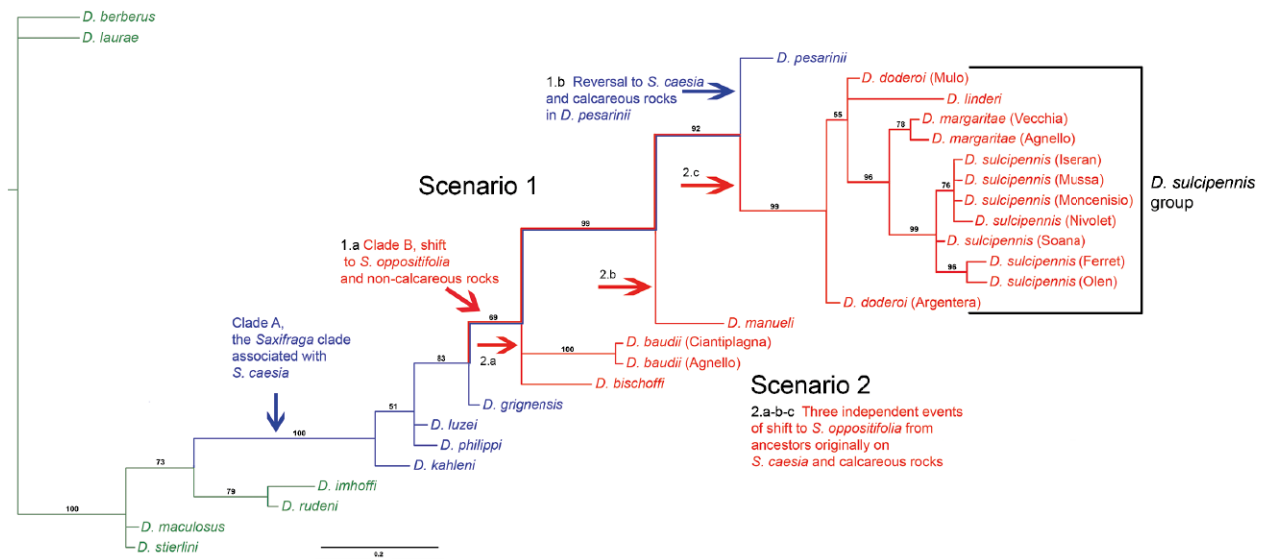 D. berberus
D. laurae
D. pesarinii
1.b Reversal to S. caesia
and calcareous rocks
in D. pesarinii
D. doderoi (Mulo)
D. linderi
55
D. margaritae (Vecchia)
78
D. margaritae (Agnello)
92
D. sulcipennis (Iseran)
96
D. sulcipennis (Mussa)
Scenario 1
2.c
76
D. sulcipennis (Moncenisio)
D. sulcipennis group
99
D. sulcipennis (Nivolet)
99
99
D. sulcipennis (Soana)
1.a Clade B, shift
to S. oppositifolia
and non-calcareous rocks
D. sulcipennis (Ferret)
96
D. sulcipennis (Olen)
2.b
D. doderoi (Argentera)
69
D. manueli
Clade A,
the Saxifraga clade
associated with
S. caesia
2.a
D. baudii (Ciantiplagna)
100
D. baudii (Agnello)
83
D. bischoffi
Scenario 2
2.a-b-c Three independent events
of shift to S. oppositifolia from
ancestors originally on
S. caesia and calcareous rocks
D. grignensis
51
D. luzei
100
D. philippi
D. kahleni
73
D. imhoffi
79
D. rudeni
100
D. maculosus
D. stierlini
0.2